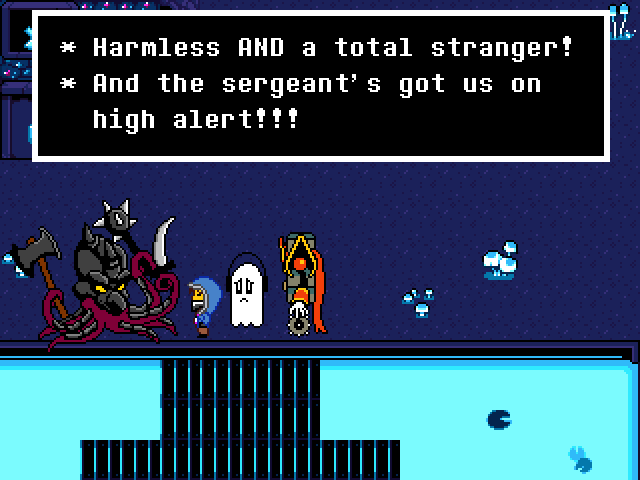 * Harmless AND a total stranger!
* And the sergeant's got us on
high alert!!!